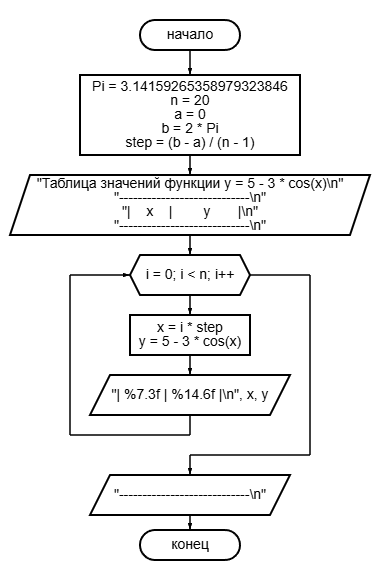 начало
Pi = 3.14159265358979323846
n = 20
a = 0
b = 2 * Pi
step = (b - a) / (n - 1)
"Таблица значений функции y = 5 - 3 * cos(x)\n"
"----------------------------\n"
"|    x    |        y       |\n"
"----------------------------\n"
i = 0; i < n; i++
x = i * step
y = 5 - 3 * cos(x)
"| %7.3f | %14.6f |\n", x, y
"----------------------------\n"
конец